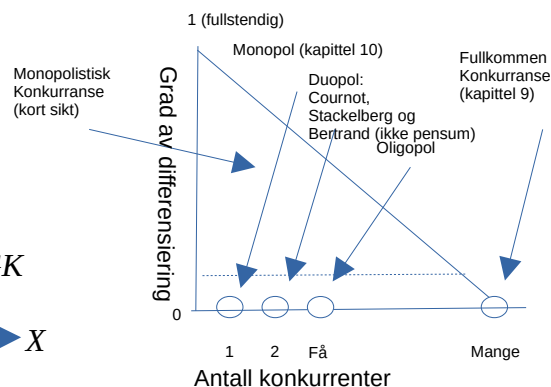 1 (fullstendig)
Monopol (kapittel 10)
Monopolistisk
Konkurranse
(kort sikt)
Grad av differensiering
Duopol:
Cournot,
Stackelberg og
Bertrand (ikke pensum)
Oligopol
Fullkommen
Konkurranse
(kapittel 9)
K
X
0
1 2 Få Mange
Antall konkurrenter